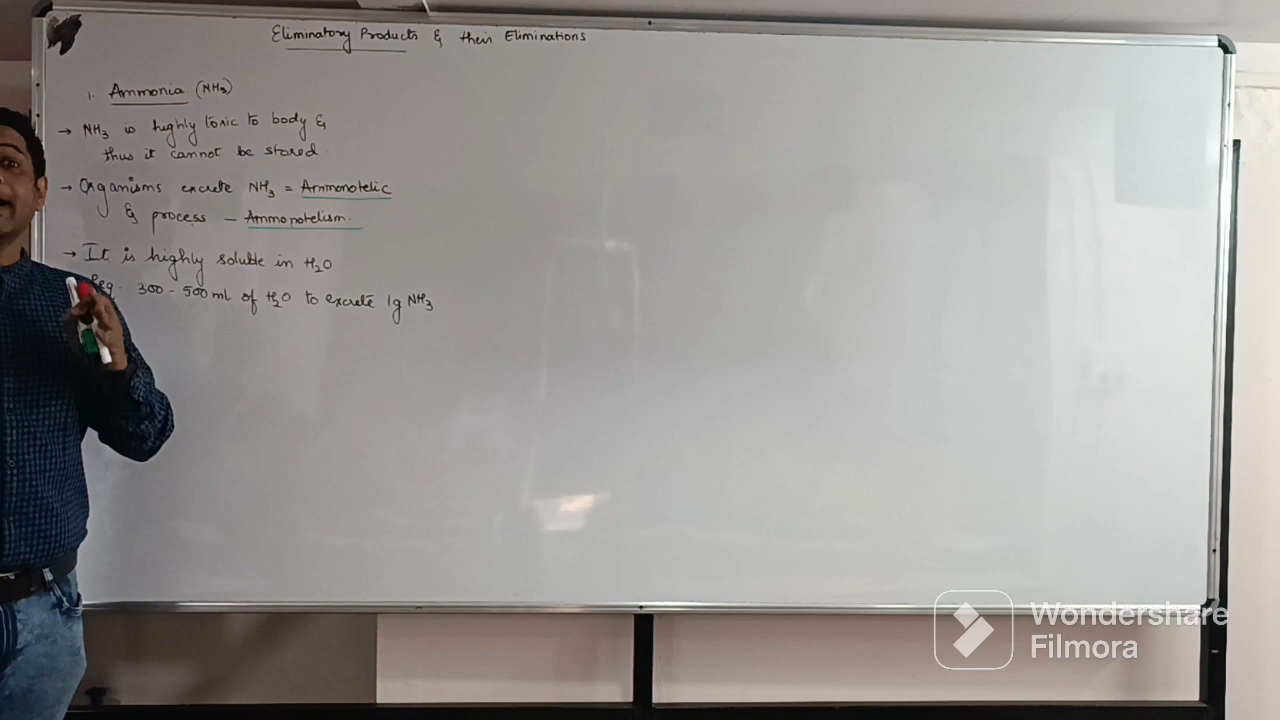 Eliminatory Products & their Eliminations
1. Ammonia (NH3)
→ NH3 is highly toxic to body &
thus it cannot be stored.
→ Organisms excrete NH3 = Ammonotelic
& process – Ammonotelism.
→ It is highly soluble in H2O
Req. 300 - 500 ml of H2O to excrete 1g NH3
Wondershare
Filmora